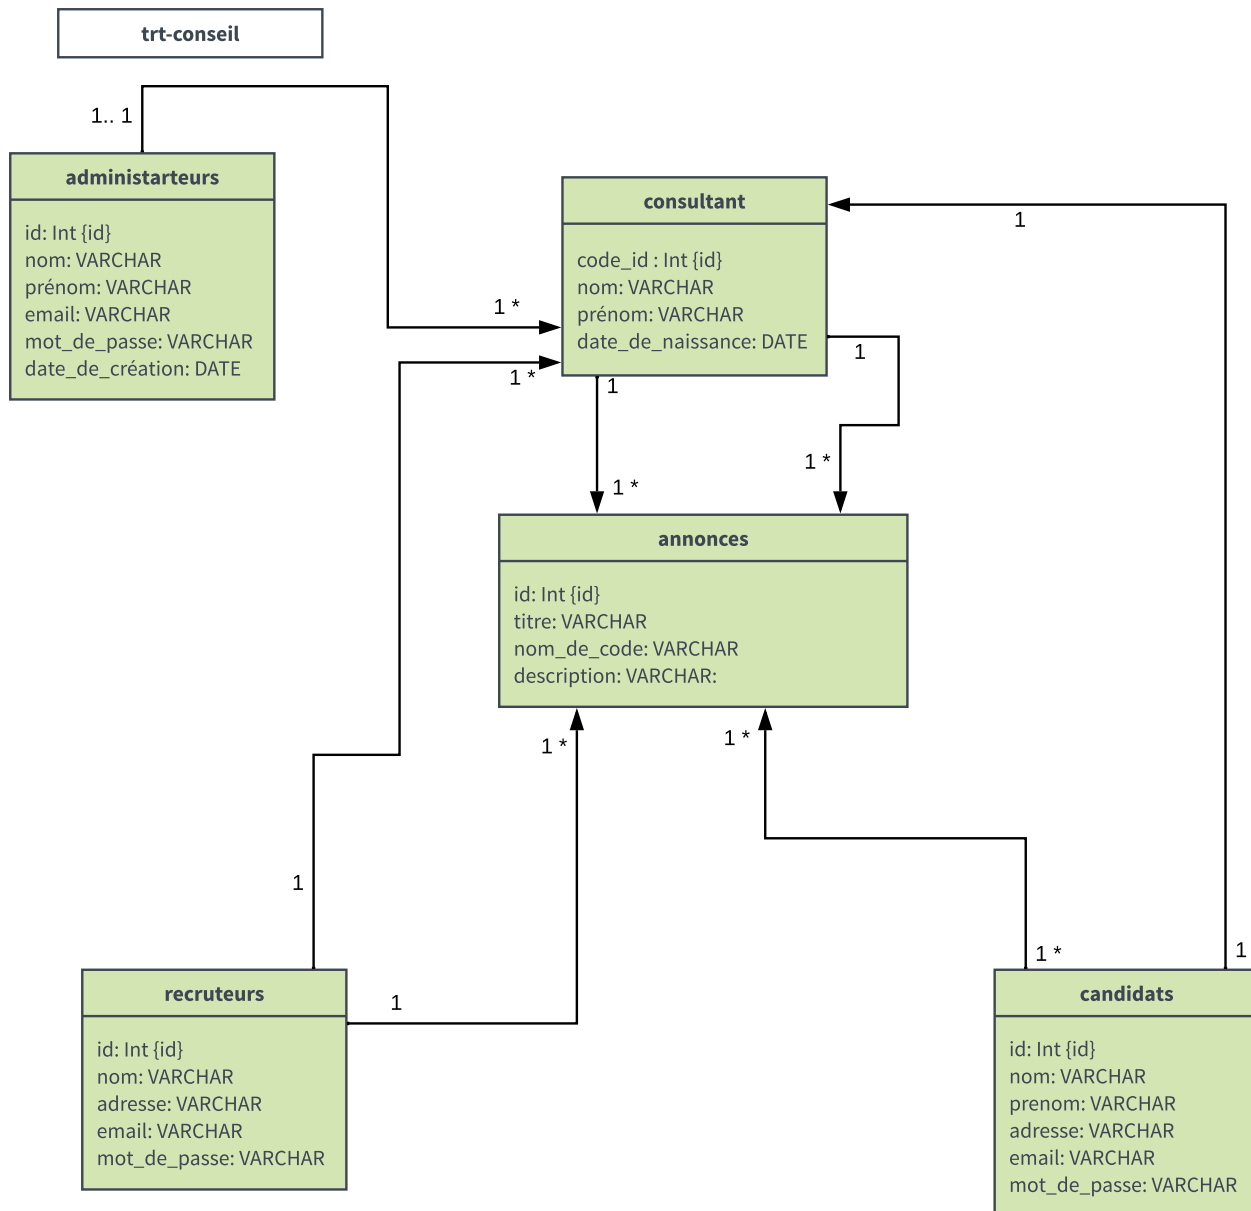 trt-conseil
1.. 1
administarteurs
id: Int {id}
nom: VARCHAR
prénom: VARCHAR
email: VARCHAR
mot_de_passe: VARCHAR
date_de_création: DATE
consultant
code_id : Int {id}
nom: VARCHAR
prénom: VARCHAR
date_de_naissance: DATE
1
1 *
1 *
1
1
1 *
1 *
annonces
id: Int {id}
titre: VARCHAR
nom_de_code: VARCHAR
description: VARCHAR:
1 *
1 *
1
1
1 *
1
recruteurs
id: Int {id}
nom: VARCHAR
adresse: VARCHAR
email: VARCHAR
mot_de_passe: VARCHAR
candidats
id: Int {id}
nom: VARCHAR
prenom: VARCHAR
adresse: VARCHAR
email: VARCHAR
mot_de_passe: VARCHAR